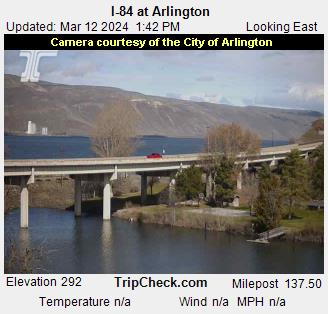 I-84 at Arlington
Updated: Mar 12 2024 1:42 PM Looking East
Camera courtesy of the City of Arlington
Elevation 292 TripCheck.com Milepost 137.50
Temperature n/a Wind n/a MPH n/a